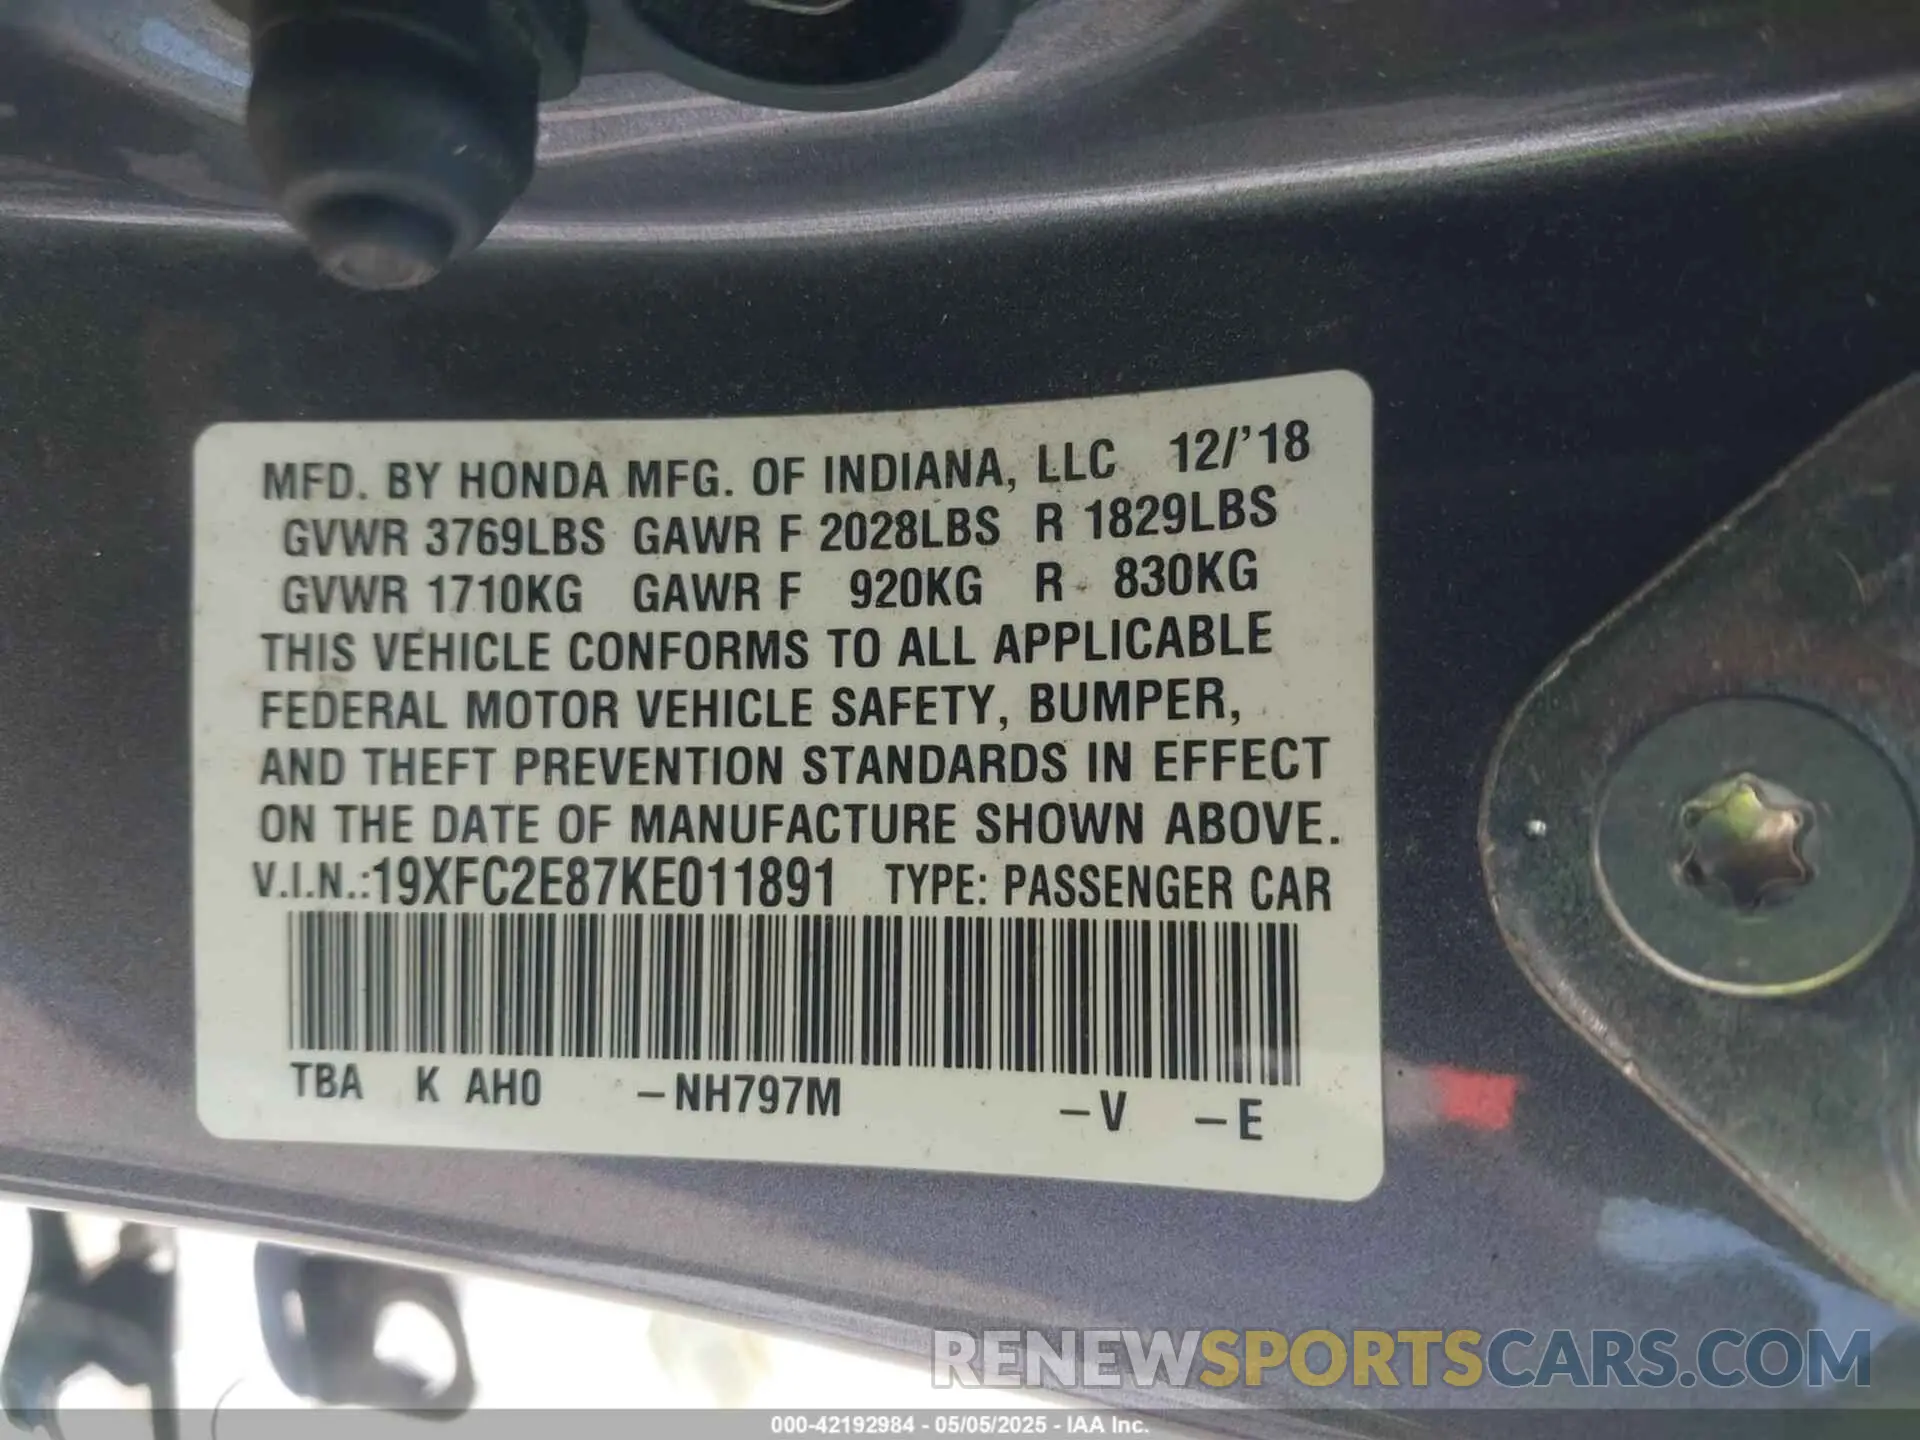 MFD. BY HONDA MFG. OF INDIANA, LLC 12/'18
GVWR 3769LBS GAWR F 2028LBS R 1829LBS
GVWR 1710KG GAWR F 920KG R 830KG
THIS VEHICLE CONFORMS TO ALL APPLICABLE
FEDERAL MOTOR VEHICLE SAFETY, BUMPER,
AND THEFT PREVENTION STANDARDS IN EFFECT
ON THE DATE OF MANUFACTURE SHOWN ABOVE.
V.I.N.:19XFC2E87KE011891 TYPE: PASSENGER CAR
TBA K AH0 –NH797M –V –E
RENEWSPORTSCARS.COM
000-42192984 - 05/05/2025 - IAA Inc.